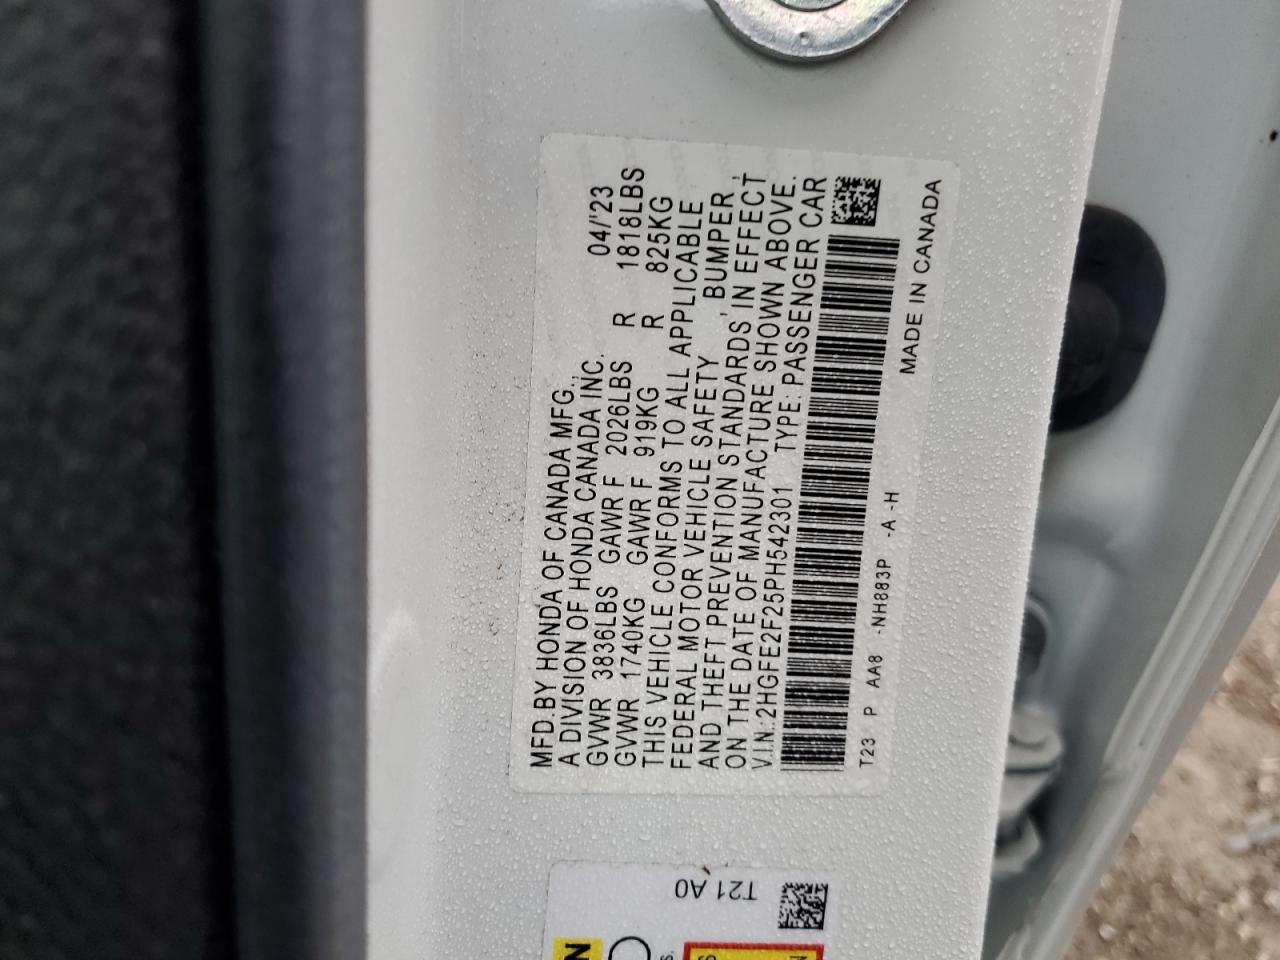 MFD.BY HONDA OF CANADA MFG.,
A DIVISION OF HONDA CANADA INC. 04/'23
GVWR 3836LBS GAWR F 2026LBS R 1818LBS
GVWR 1740KG GAWR F 919KG R 825KG
THIS VEHICLE CONFORMS TO ALL APPLICABLE
FEDERAL MOTOR VEHICLE SAFETY , BUMPER ,
AND THEFT PREVENTION STANDARDS IN EFFECT
ON THE DATE OF MANUFACTURE SHOWN ABOVE.
V.I.N.:2HGFE2F25PH542301 TYPE: PASSENGER CAR
T23 P AA8 -NH883P -A -H
MADE IN CANADA
T21 A0